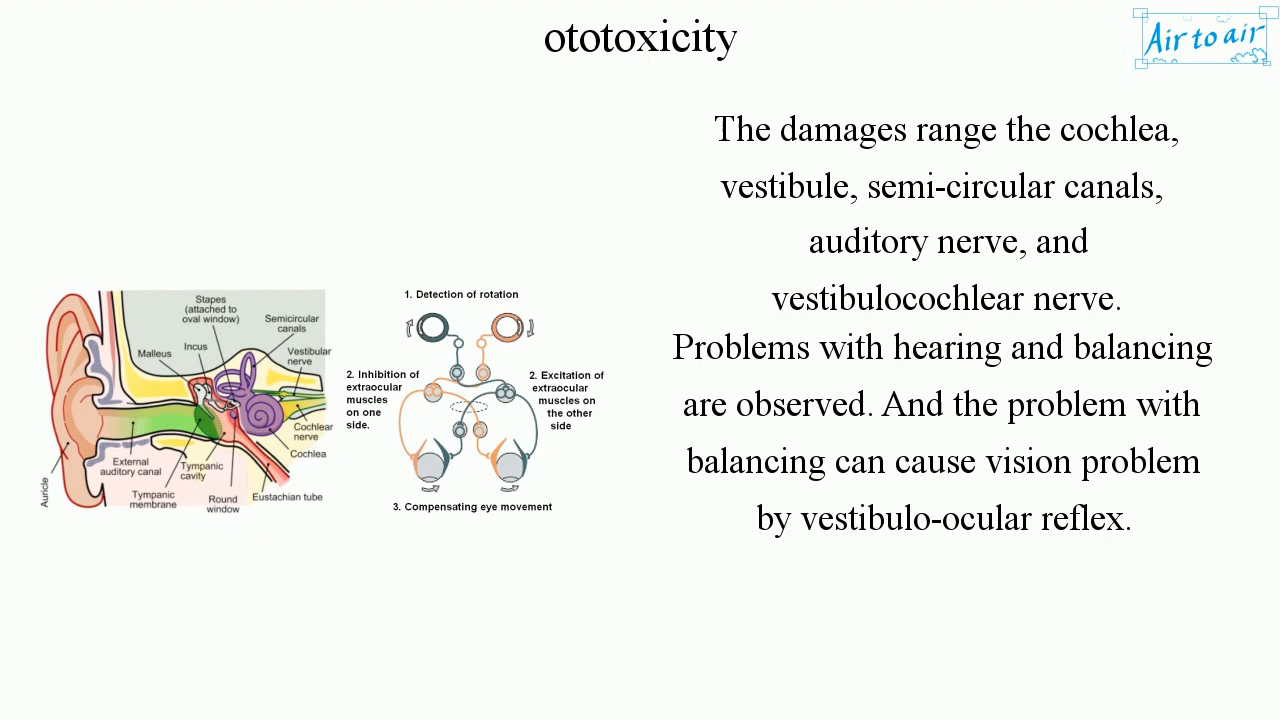 ototoxicity
Air to air
The damages range the cochlea,
vestibule, semi-circular canals,
auditory nerve, and
vestibulocochlear nerve.
Problems with hearing and balancing
are observed. And the problem with
balancing can cause vision problem
by vestibulo-ocular reflex.
Stapes
(attached to
oval window)
Semicircular
canals
Incus
Malleus
Vestibular
nerve
Cochlear
nerve
Cochlea
External
auditory canal
Tympanic
cavity
Auricle
Tympanic
membrane
Round
window
Eustachian tube
1. Detection of rotation
2. Inhibition of
extraocular
muscles
on one
side.
2. Excitation of
extraocular
muscles on
the other
side
3. Compensating eye movement